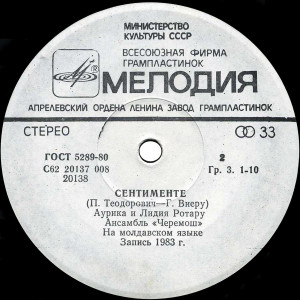 МИНИСТЕРСТВО
КУЛЬТУРЫ СССР
ВСЕСОЮЗНАЯ ФИРМА
ГРАМПЛАСТИНОК
МЕЛОДИЯ
АПРЕЛЕВСКИЙ ОРДЕНА ЛЕНИНА ЗАВОД ГРАМПЛАСТИНОК
СТЕРЕО 33
ГОСТ 5289-80 2
С62 20137 008 Гр. 3. 1-10
20138
СЕНТИМЕНТЕ
(П. Теодорович—Г. Виеру)
Аурика и Лидия Ротару
Ансамбль «Черемош»
На молдавском языке
Запись 1983 г.